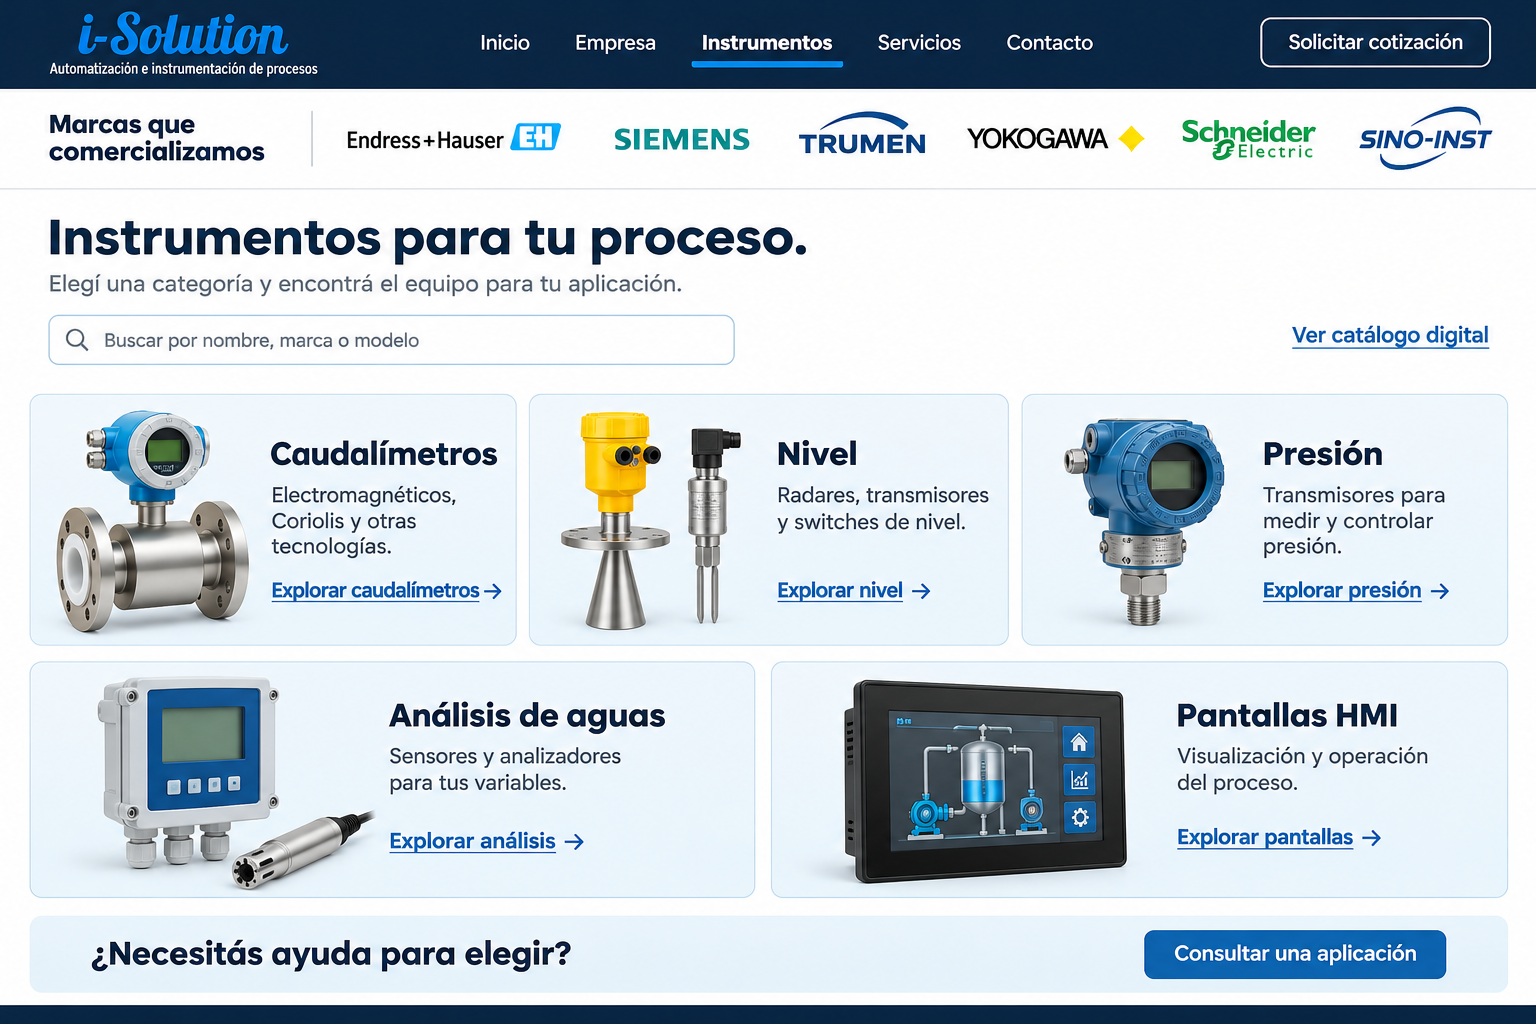 i-Solution
Automatización e instrumentación de procesos
Inicio
Empresa
Instrumentos
Servicios
Contacto
Solicitar cotización
Marcas que
comercializamos
Endress+Hauser EH
SIEMENS
TRUMEN
YOKOGAWA
Schneider
Electric
SINO-INST
Instrumentos para tu proceso.
Elegí una categoría y encontrá el equipo para tu aplicación.
Buscar por nombre, marca o modelo
Ver catálogo digital
Caudalímetros
Electromagnéticos,
Coriolis y otras
tecnologías.
Explorar caudalímetros →
Nivel
Radares, transmisores
y switches de nivel.
Explorar nivel →
Presión
Transmisores para
medir y controlar
presión.
Explorar presión →
Análisis de aguas
Sensores y analizadores
para tus variables.
Explorar análisis →
Pantallas HMI
Visualización y operación
del proceso.
Explorar pantallas →
¿Necesitás ayuda para elegir?
Consultar una aplicación